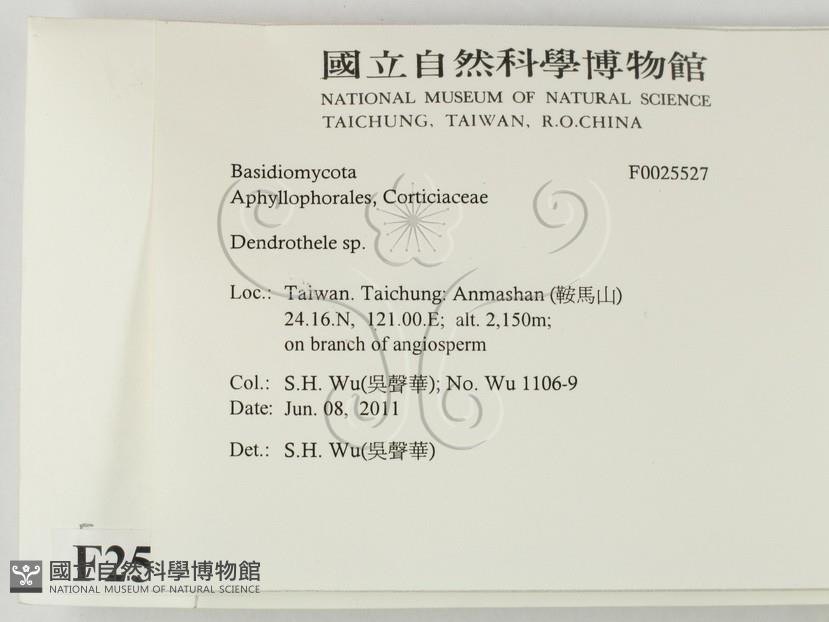 國立自然科學博物館
NATIONAL MUSEUM OF NATURAL SCIENCE
TAICHUNG, TAIWAN, R.O.CHINA
Basidiomycota F0025527
Aphyllophorales, Corticiaceae
Dendrothele sp.
Loc.: Taiwan. Taichung: Anmashan (鞍馬山)
24.16.N, 121.00.E; alt. 2,150m;
on branch of angiosperm
Col.: S.H. Wu(吳聲華); No. Wu 1106-9
Date: Jun. 08, 2011
Det.: S.H. Wu(吳聲華)
F25
國立自然科學博物館
NATIONAL MUSEUM OF NATURAL SCIENCE